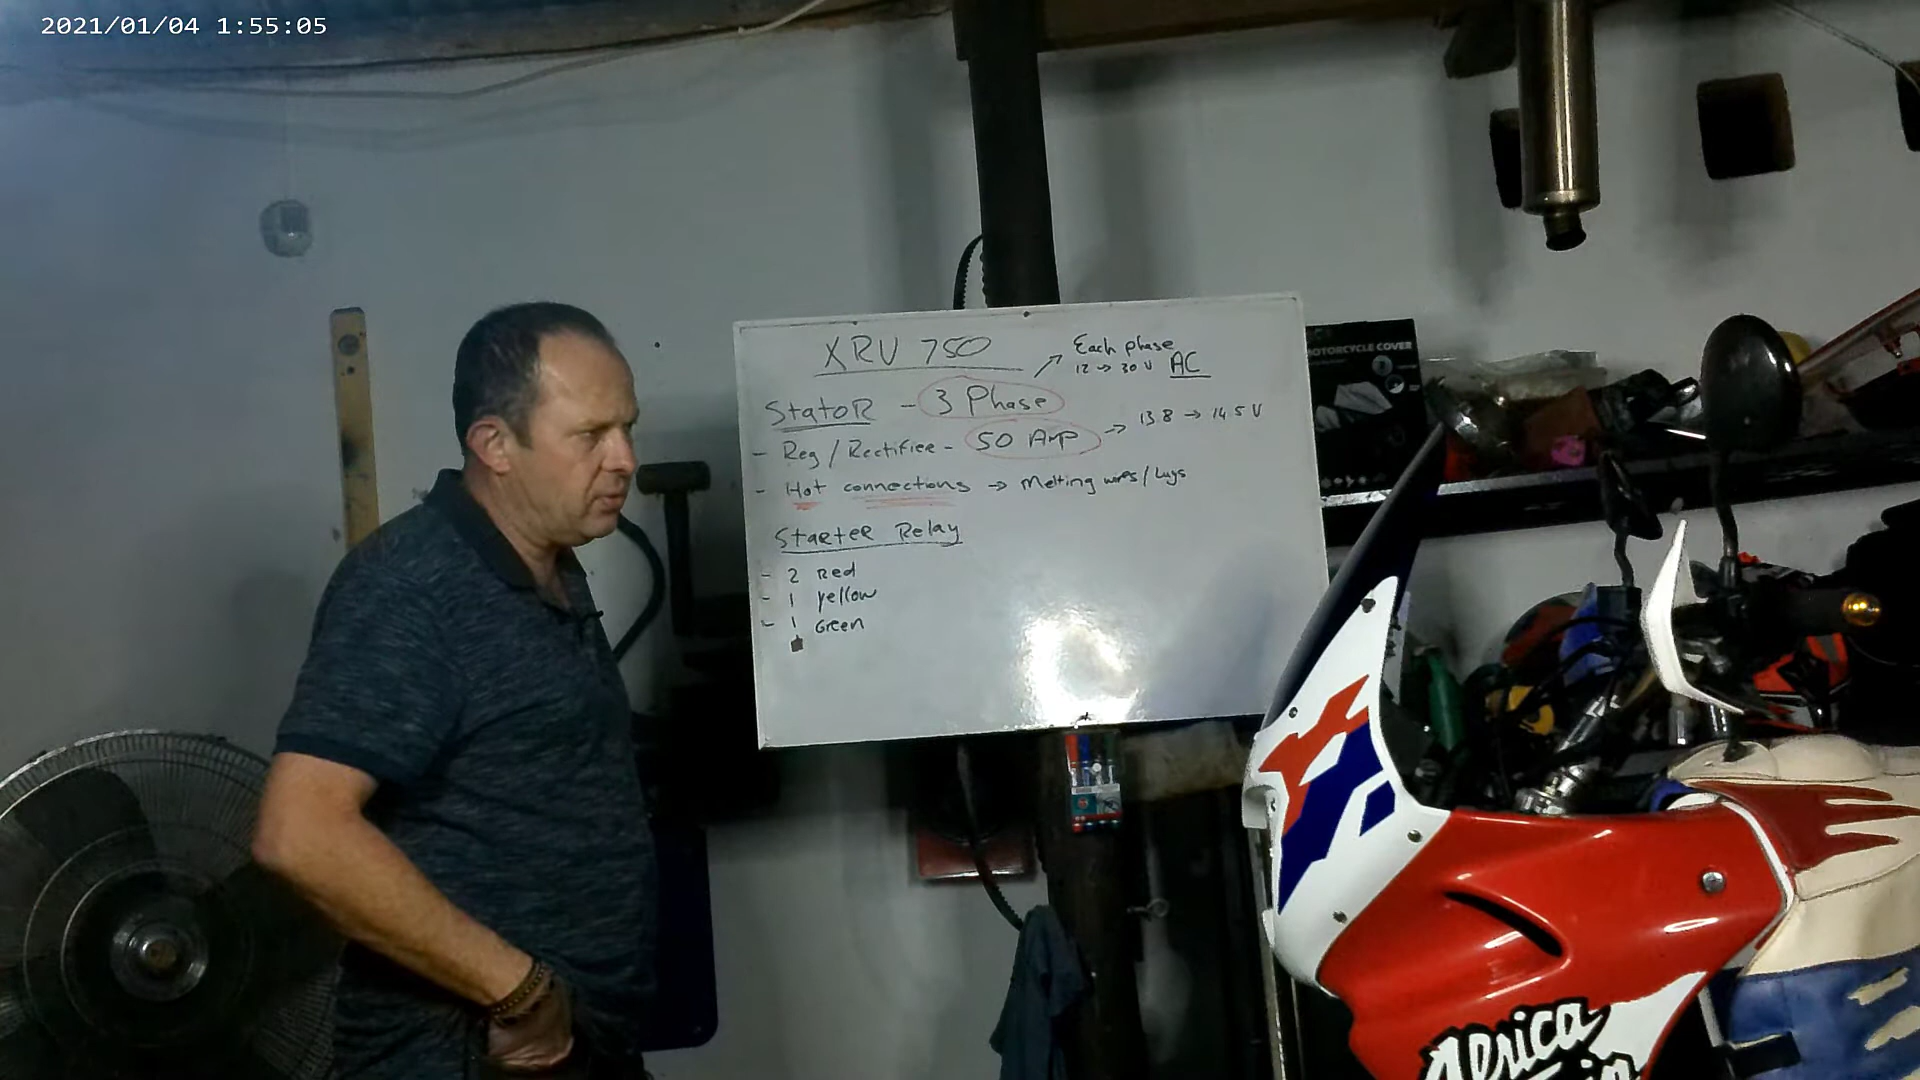 2021/01/04 1:55:05
XRV 750
Each phase
12 → 30 V AC
Stator - 3 Phase
- Reg / Rectifier - 50 Amp → 13.8 → 14.5 V
- Hot connections → Melting wires / lugs
Starter Relay
- 2 Red
- 1 yellow
- 1 Green
MOTORCYCLE COVER
Africa
Twin